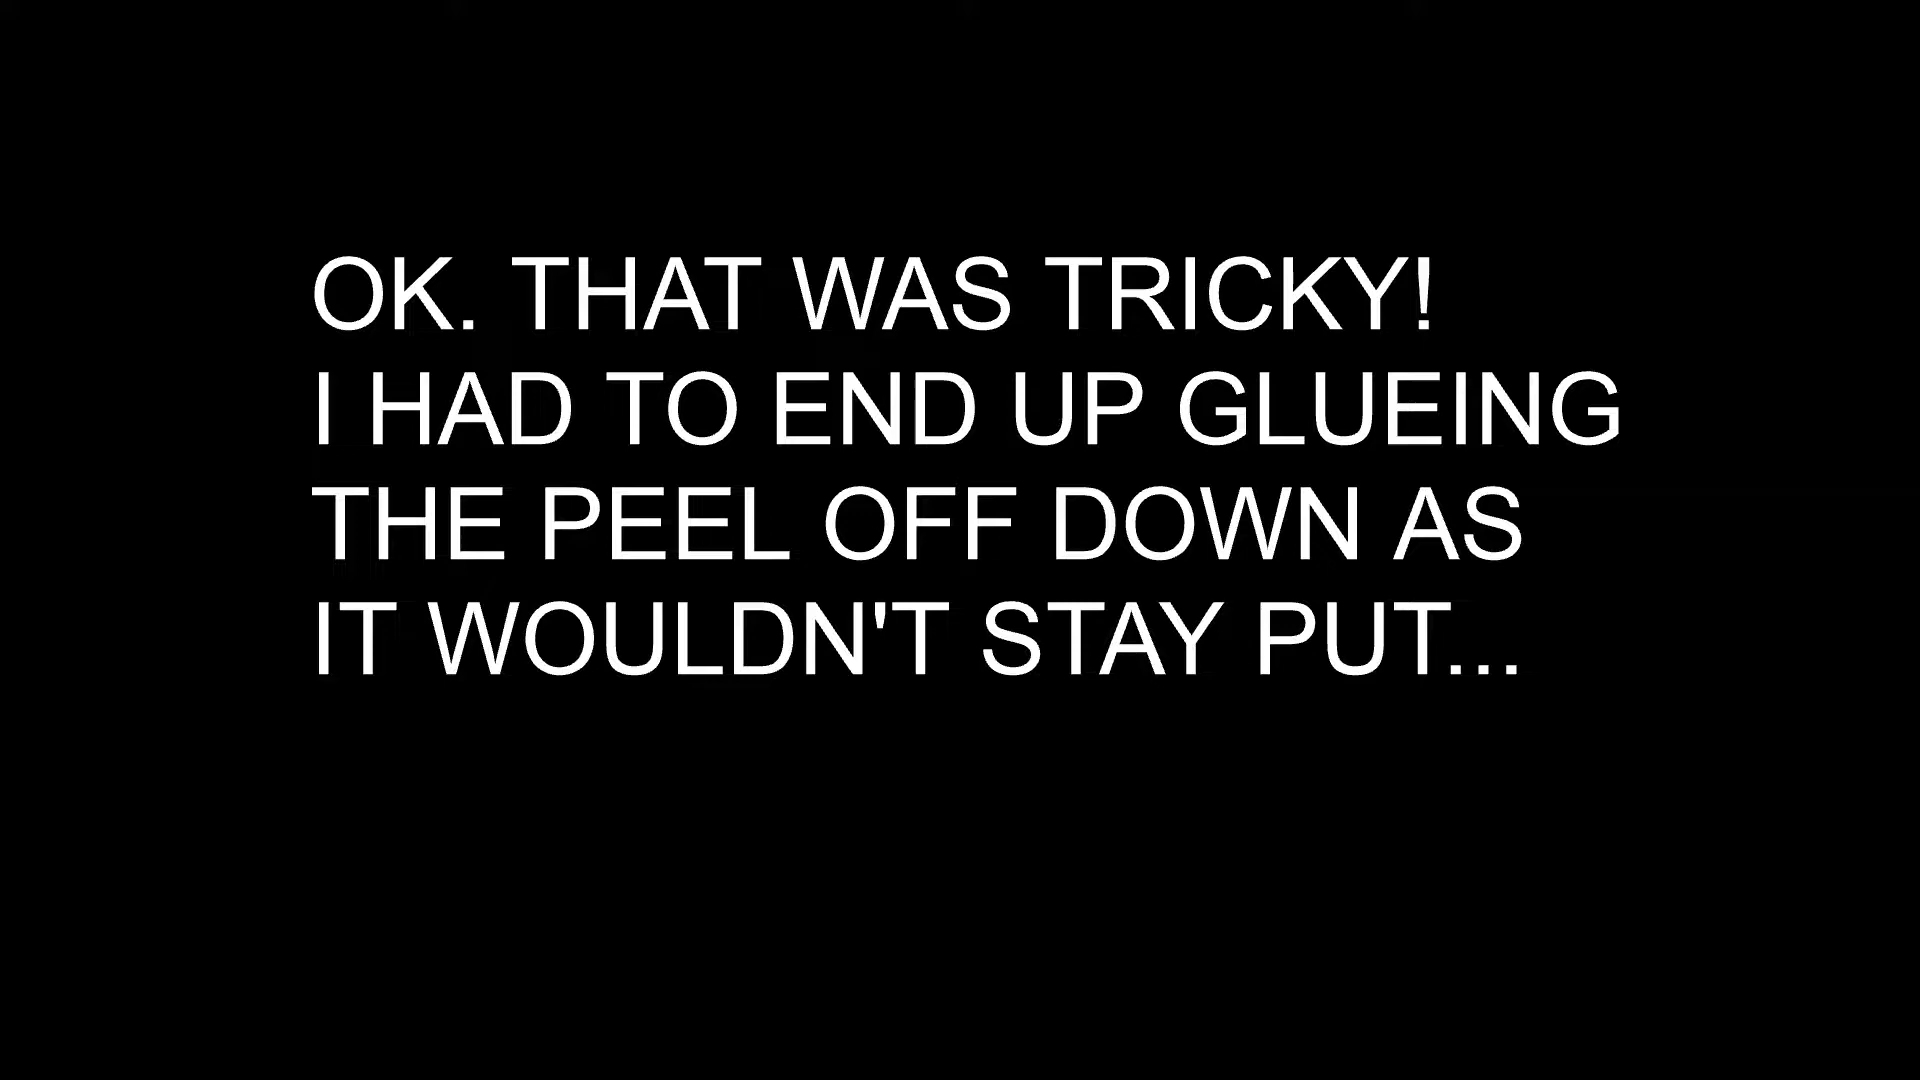 OK. THAT WAS TRICKY!
I HAD TO END UP GLUEING
THE PEEL OFF DOWN AS
IT WOULDN'T STAY PUT...